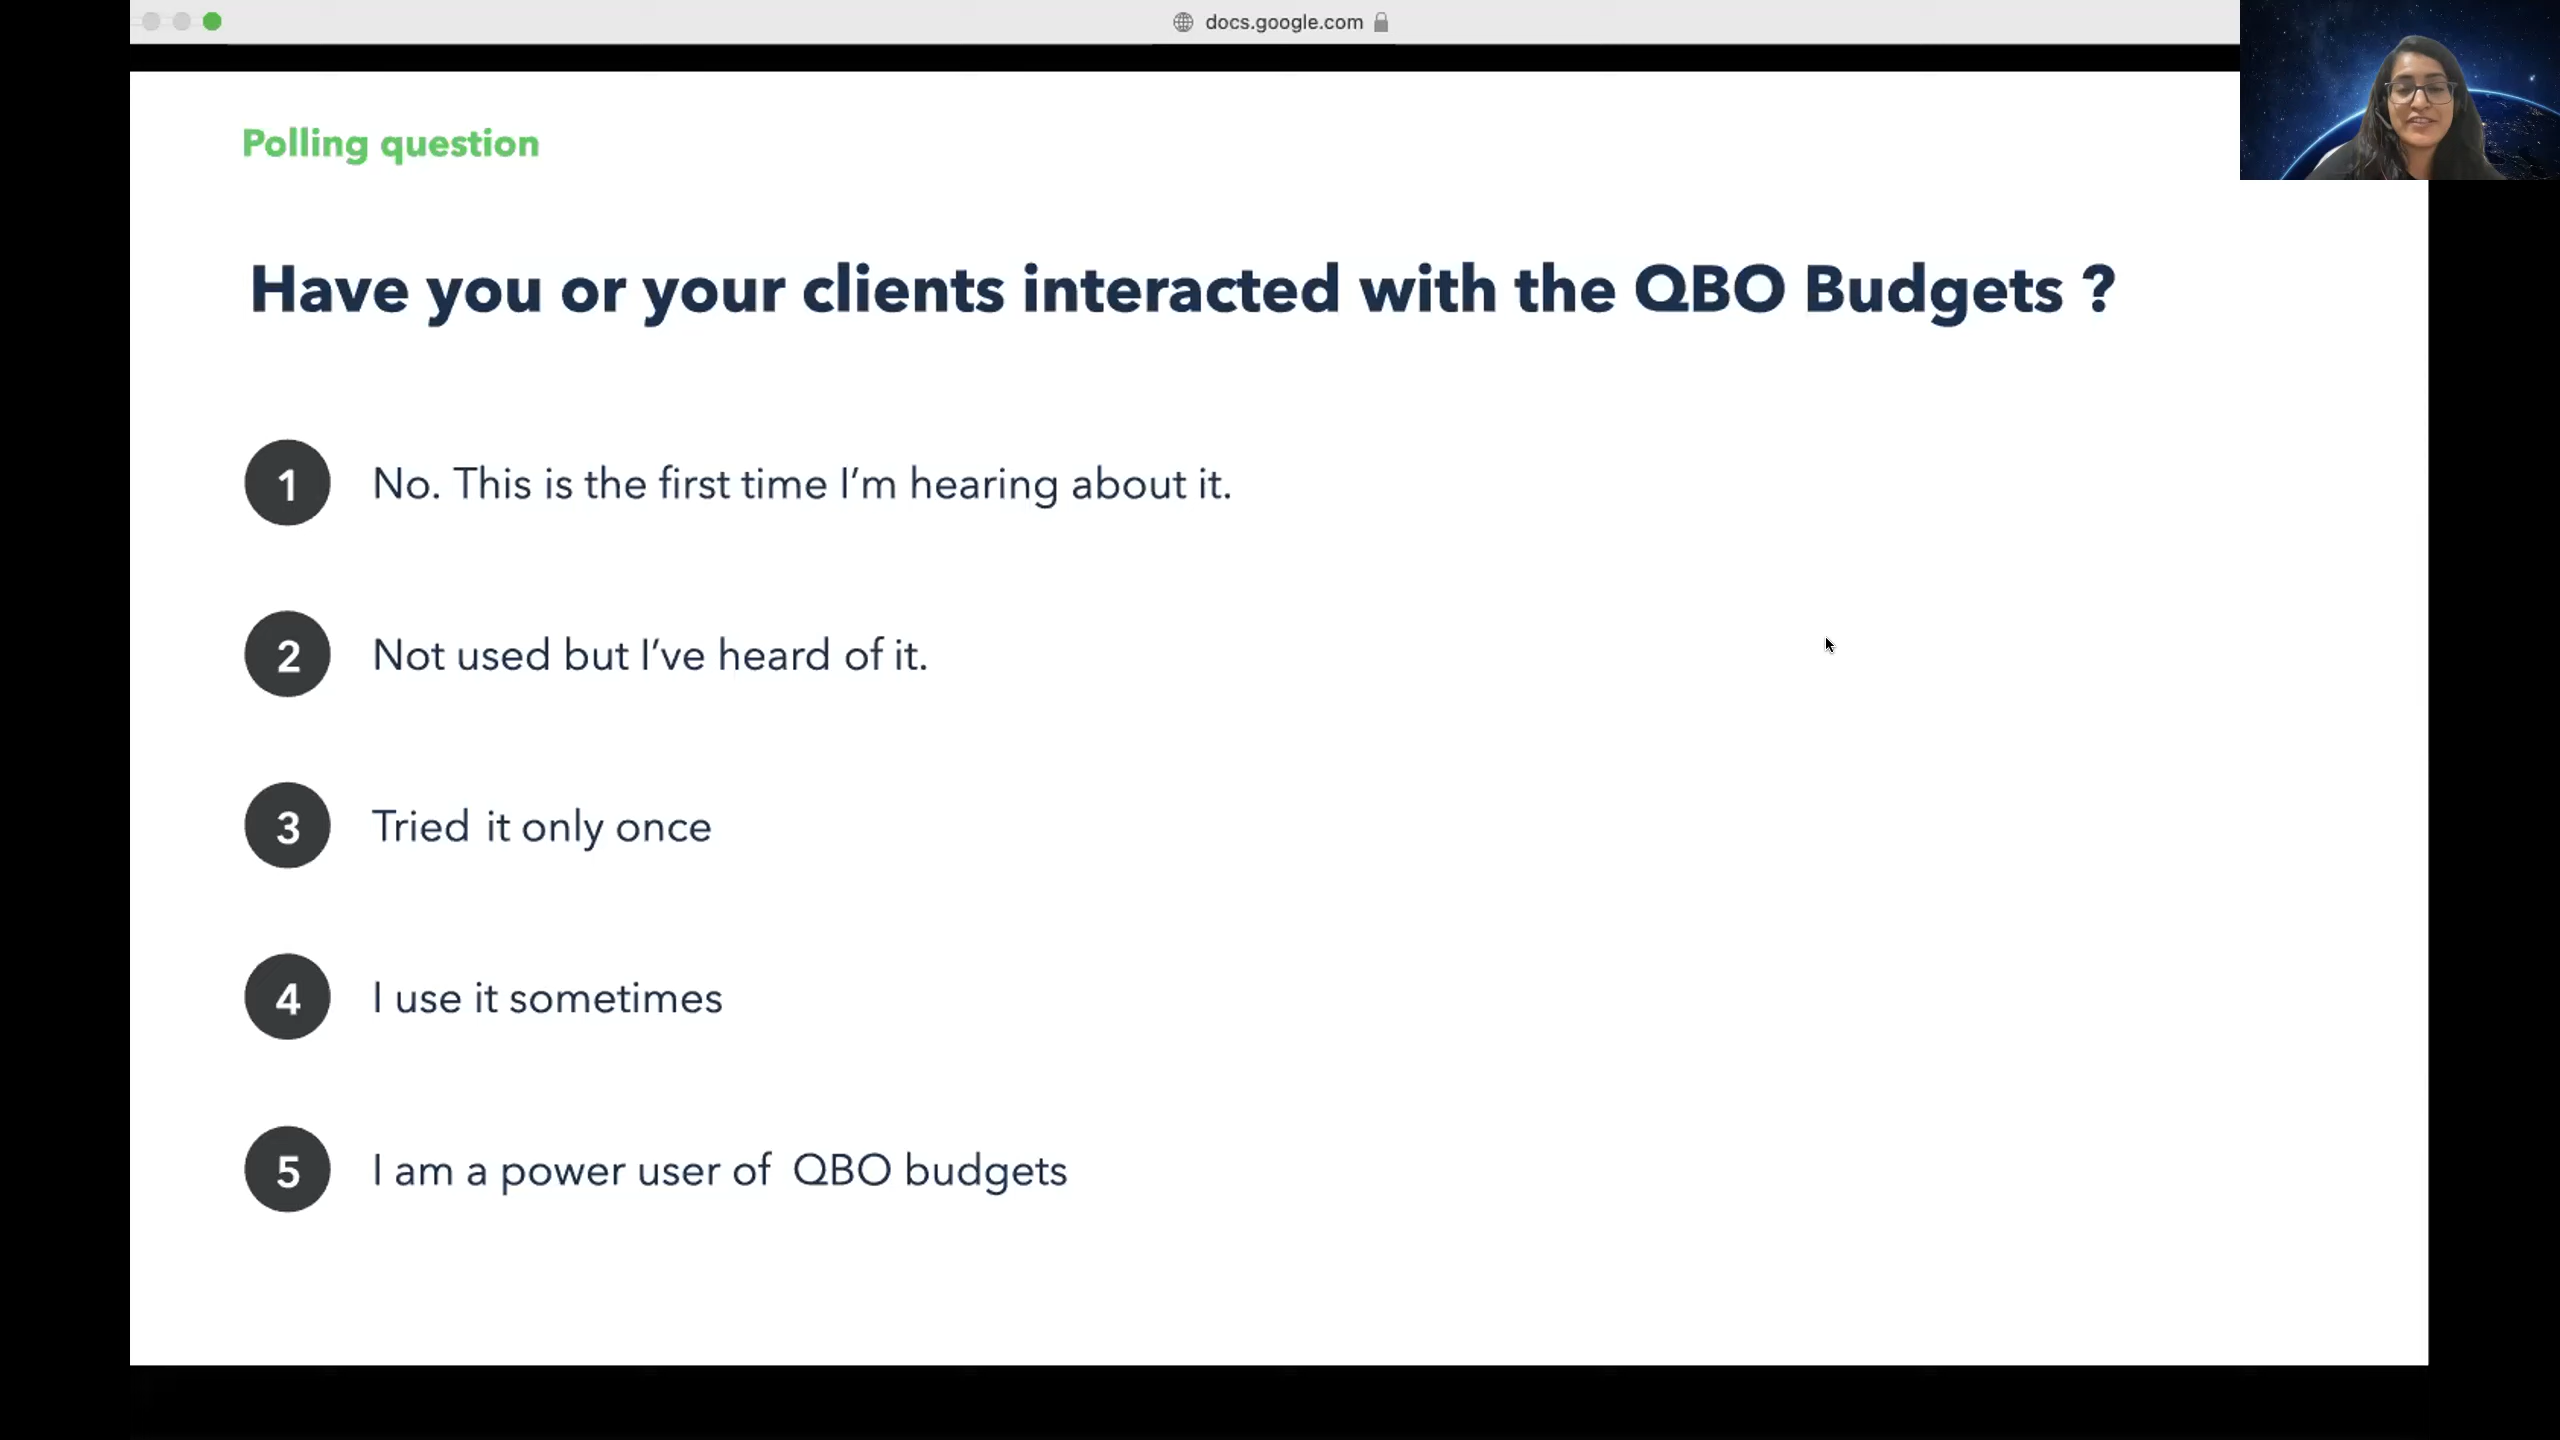 docs.google.com
Polling question
Have you or your clients interacted with the QBO Budgets ?
1 No. This is the first time I’m hearing about it.
2 Not used but I’ve heard of it.
3 Tried it only once
4 I use it sometimes
5 I am a power user of QBO budgets